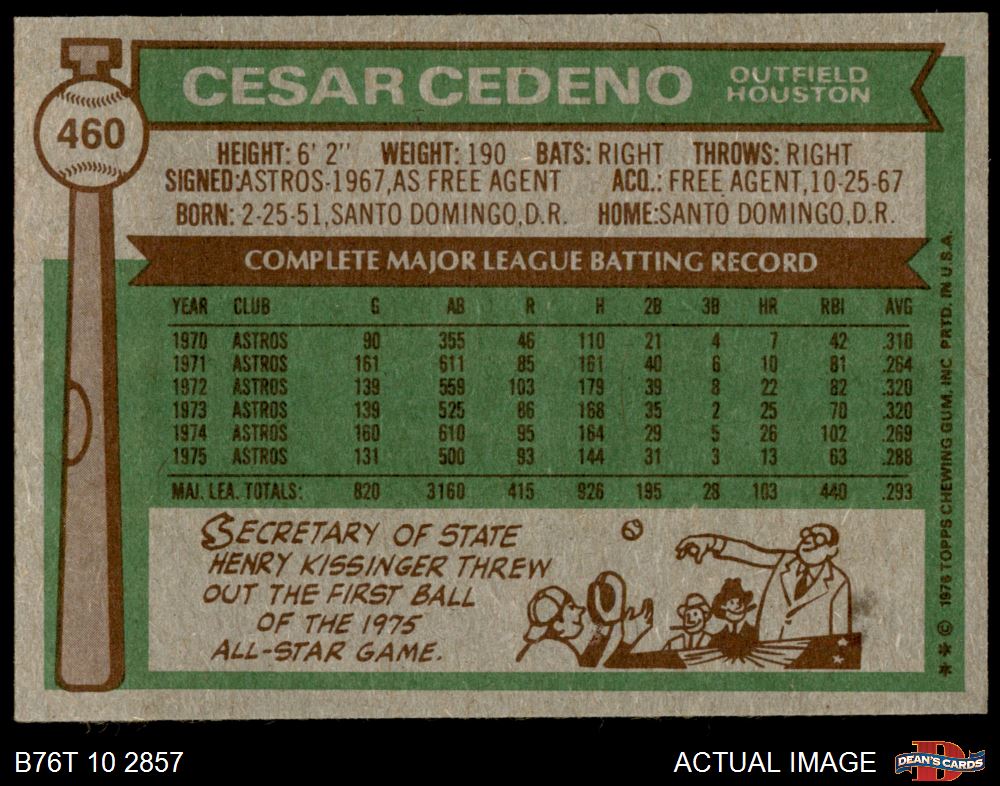 CESAR CEDENO
OUTFIELD
HOUSTON
460
HEIGHT: 6' 2" WEIGHT: 190 BATS: RIGHT THROWS: RIGHT
SIGNED:ASTROS-1967,AS FREE AGENT ACQ.: FREE AGENT,10-25-67
BORN: 2-25-51,SANTO DOMINGO,D.R. HOME:SANTO DOMINGO,D.R.
COMPLETE MAJOR LEAGUE BATTING RECORD
YEAR CLUB G AB R H 2B 3B HR RBI AVG
1970 ASTROS 90 355 46 110 21 4 7 42 .310
1971 ASTROS 161 611 85 161 40 6 10 81 .264
1972 ASTROS 139 559 103 179 39 8 22 82 .320
1973 ASTROS 139 525 86 168 35 2 25 70 .320
1974 ASTROS 160 610 95 164 29 5 26 102 .269
1975 ASTROS 131 500 93 144 31 3 13 63 .288
MAJ. LEA. TOTALS: 820 3160 415 926 195 28 103 440 .293
SECRETARY OF STATE
HENRY KISSINGER THREW
OUT THE FIRST BALL
OF THE 1975
ALL-STAR GAME.
** © 1976 TOPPS CHEWING GUM, INC. PRTD. IN U.S.A.
B76T 10 2857
ACTUAL IMAGE
D
DEAN'S CARDS